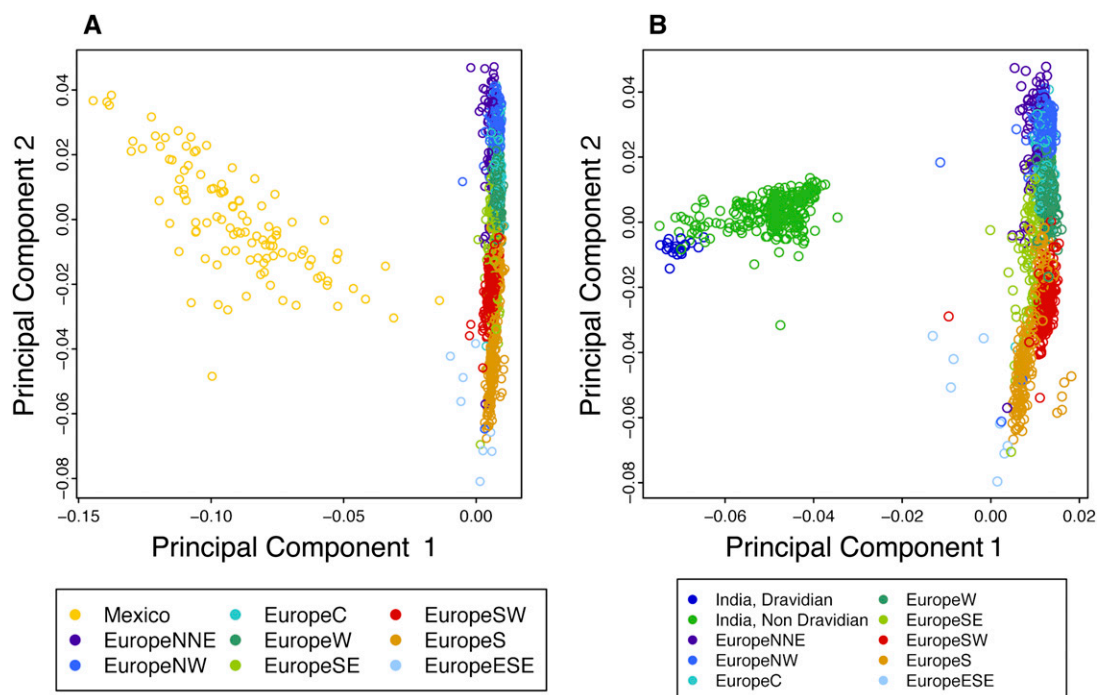 A
B
0.04
0.02
0.00
−0.02
−0.04
−0.06
−0.08
Principal Component 2
−0.15
−0.10
−0.05
0.00
Principal Component 1
0.04
0.02
0.00
−0.02
−0.04
−0.06
−0.08
Principal Component 2
−0.06
−0.04
−0.02
0.00
0.02
Principal Component 1
Mexico
EuropeNNE
EuropeNW
EuropeC
EuropeW
EuropeSE
EuropeSW
EuropeS
EuropeESE
India, Dravidian
India, Non Dravidian
EuropeNNE
EuropeNW
EuropeC
EuropeW
EuropeSE
EuropeSW
EuropeS
EuropeESE